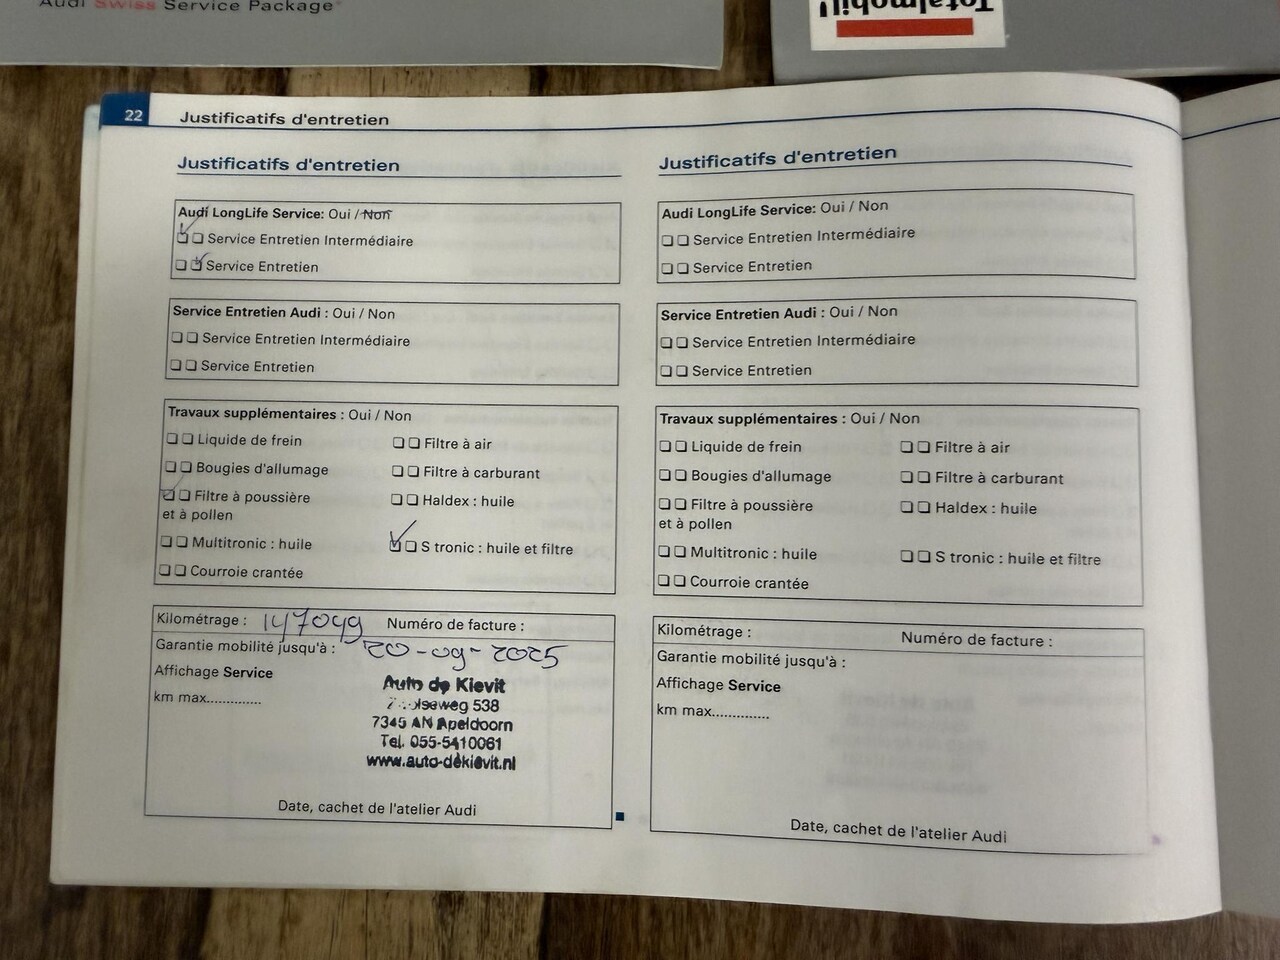 Audi Swiss Service Package
Totalmobil!
22
Justificatifs d'entretien
Justificatifs d'entretien
Audi LongLife Service: Oui / Non
Service Entretien Intermédiaire
Service Entretien
Service Entretien Audi : Oui / Non
Service Entretien Intermédiaire
Service Entretien
Travaux supplémentaires : Oui / Non
Liquide de frein
Filtre à air
Bougies d'allumage
Filtre à carburant
Filtre à poussière
et à pollen
Haldex : huile
Multitronic : huile
S tronic : huile et filtre
Courroie crantée
Kilométrage : 147049 Numéro de facture :
Garantie mobilité jusqu'à : 20-09-2025
Affichage Service
km max.............
Auto de Kievit
538
7345 AN Apeldoorn
Tel. 055-5410061
www.auto-dekievit.nl
Date, cachet de l'atelier Audi
Justificatifs d'entretien
Audi LongLife Service: Oui / Non
Service Entretien Intermédiaire
Service Entretien
Service Entretien Audi : Oui / Non
Service Entretien Intermédiaire
Service Entretien
Travaux supplémentaires : Oui / Non
Liquide de frein
Filtre à air
Bougies d'allumage
Filtre à carburant
Filtre à poussière
et à pollen
Haldex : huile
Multitronic : huile
S tronic : huile et filtre
Courroie crantée
Kilométrage :
Numéro de facture :
Garantie mobilité jusqu'à :
Affichage Service
km max.............
Date, cachet de l'atelier Audi